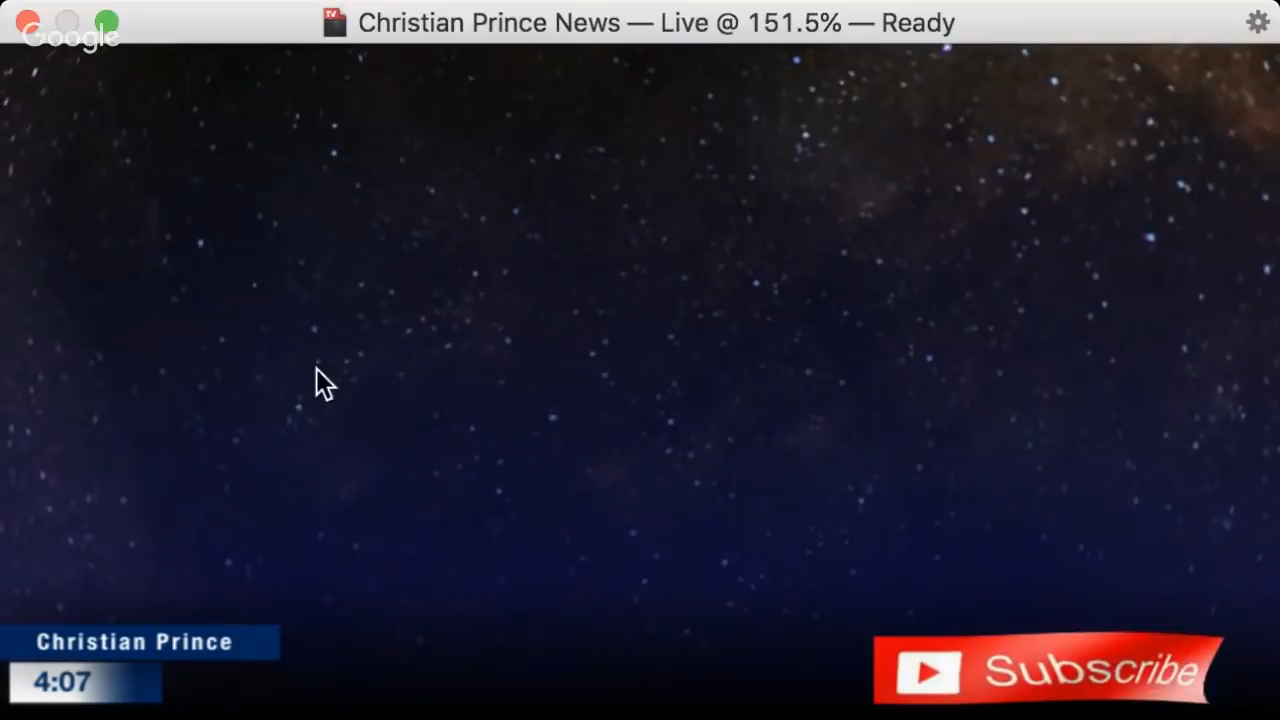 Christian Prince News — Live @ 151.5% — Ready
Google
Christian Prince
4:07
Subscribe